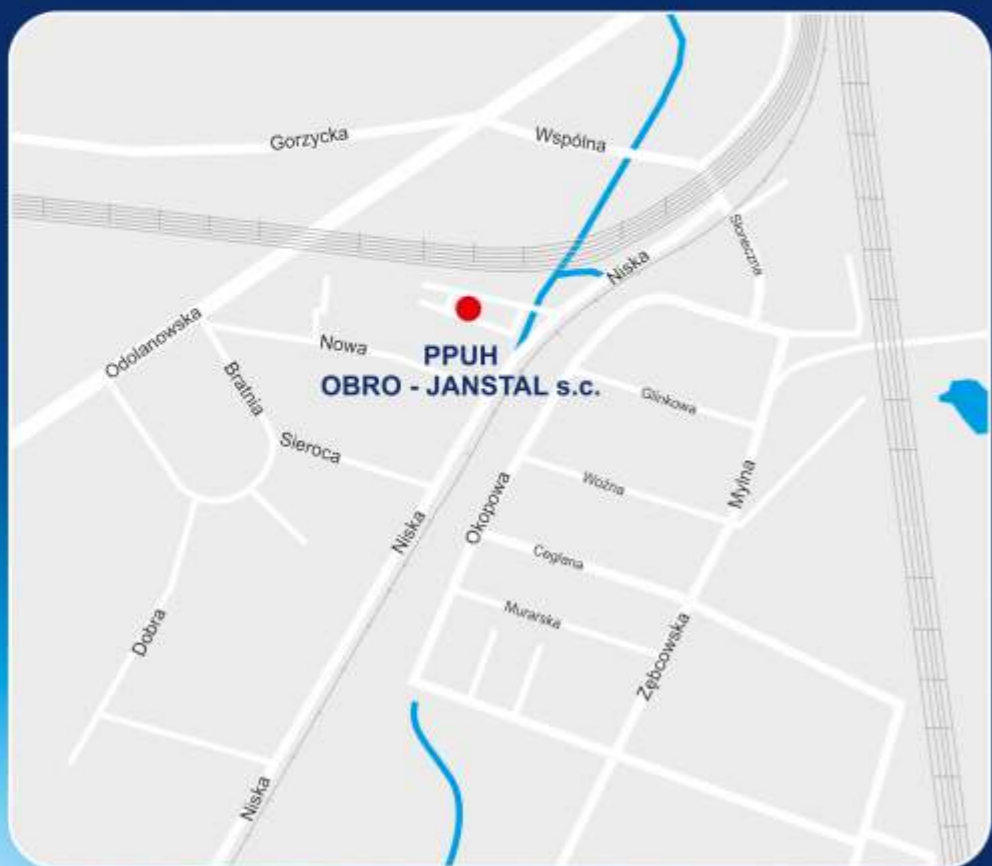 Gorzycka
Wspólna
Słoneczna
Niska
Odolanowska
Nowa
PPUH
OBRO - JANSTAL s.c.
Bratnia
Glinkowa
Sieroca
Woźna
Mylna
Okopowa
Niska
Ceglana
Murarska
Dobra
Zębcowska
Niska